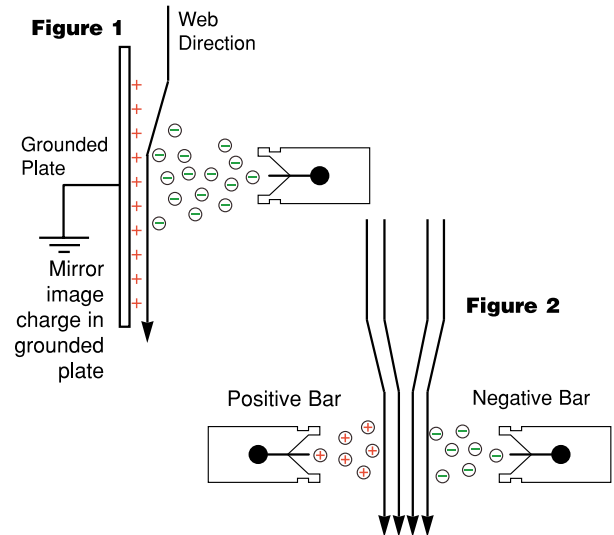 Figure 1
Web
Direction
Grounded
Plate
Mirror
image
charge in
grounded
plate
Figure 2
Positive Bar
Negative Bar